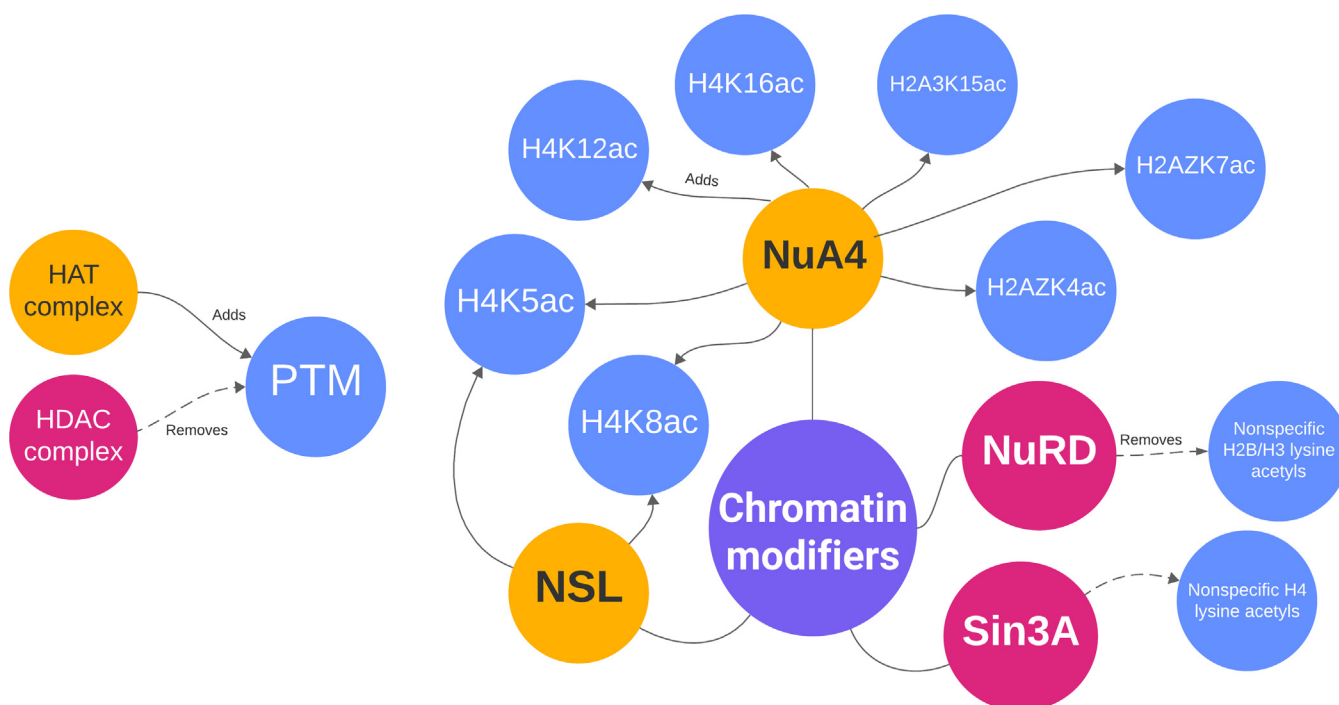 HAT
complex
Adds
PTM
HDAC
complex
Removes
H4K16ac
H2A3K15ac
H4K12ac
Adds
H2AZK7ac
NuA4
H4K5ac
H2AZK4ac
H4K8ac
NuRD
Removes
Nonspecific
H2B/H3 lysine
acetyls
Chromatin
modifiers
NSL
Sin3A
Nonspecific H4
lysine acetyls